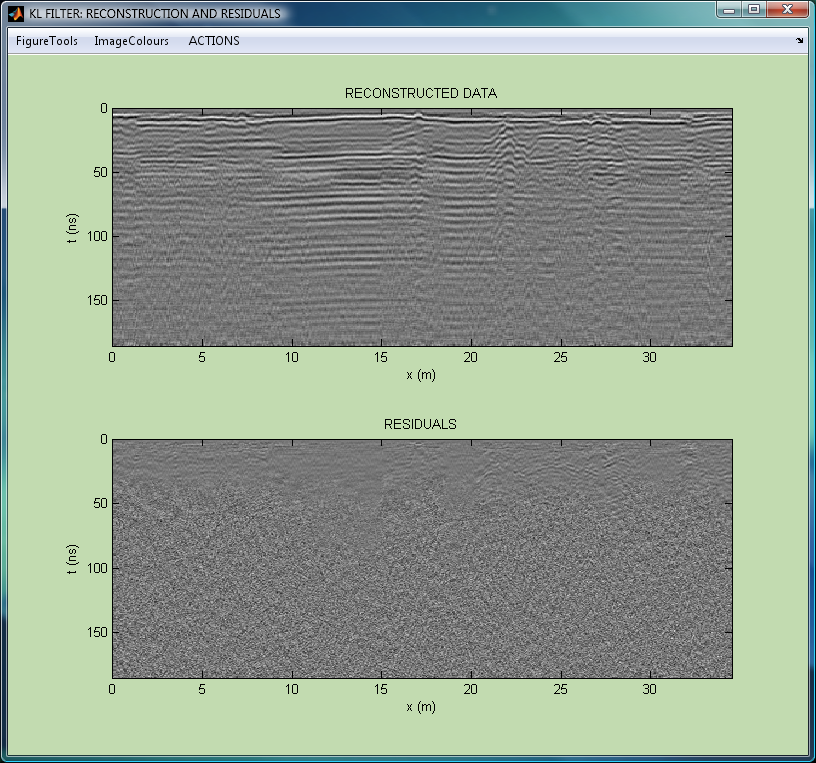 KL FILTER: RECONSTRUCTION AND RESIDUALS
FigureTools ImageColours ACTIONS
RECONSTRUCTED DATA
0
50
100
150
t (ns)
0 5 10 15 20 25 30
x (m)
RESIDUALS
0
50
100
150
t (ns)
0 5 10 15 20 25 30
x (m)